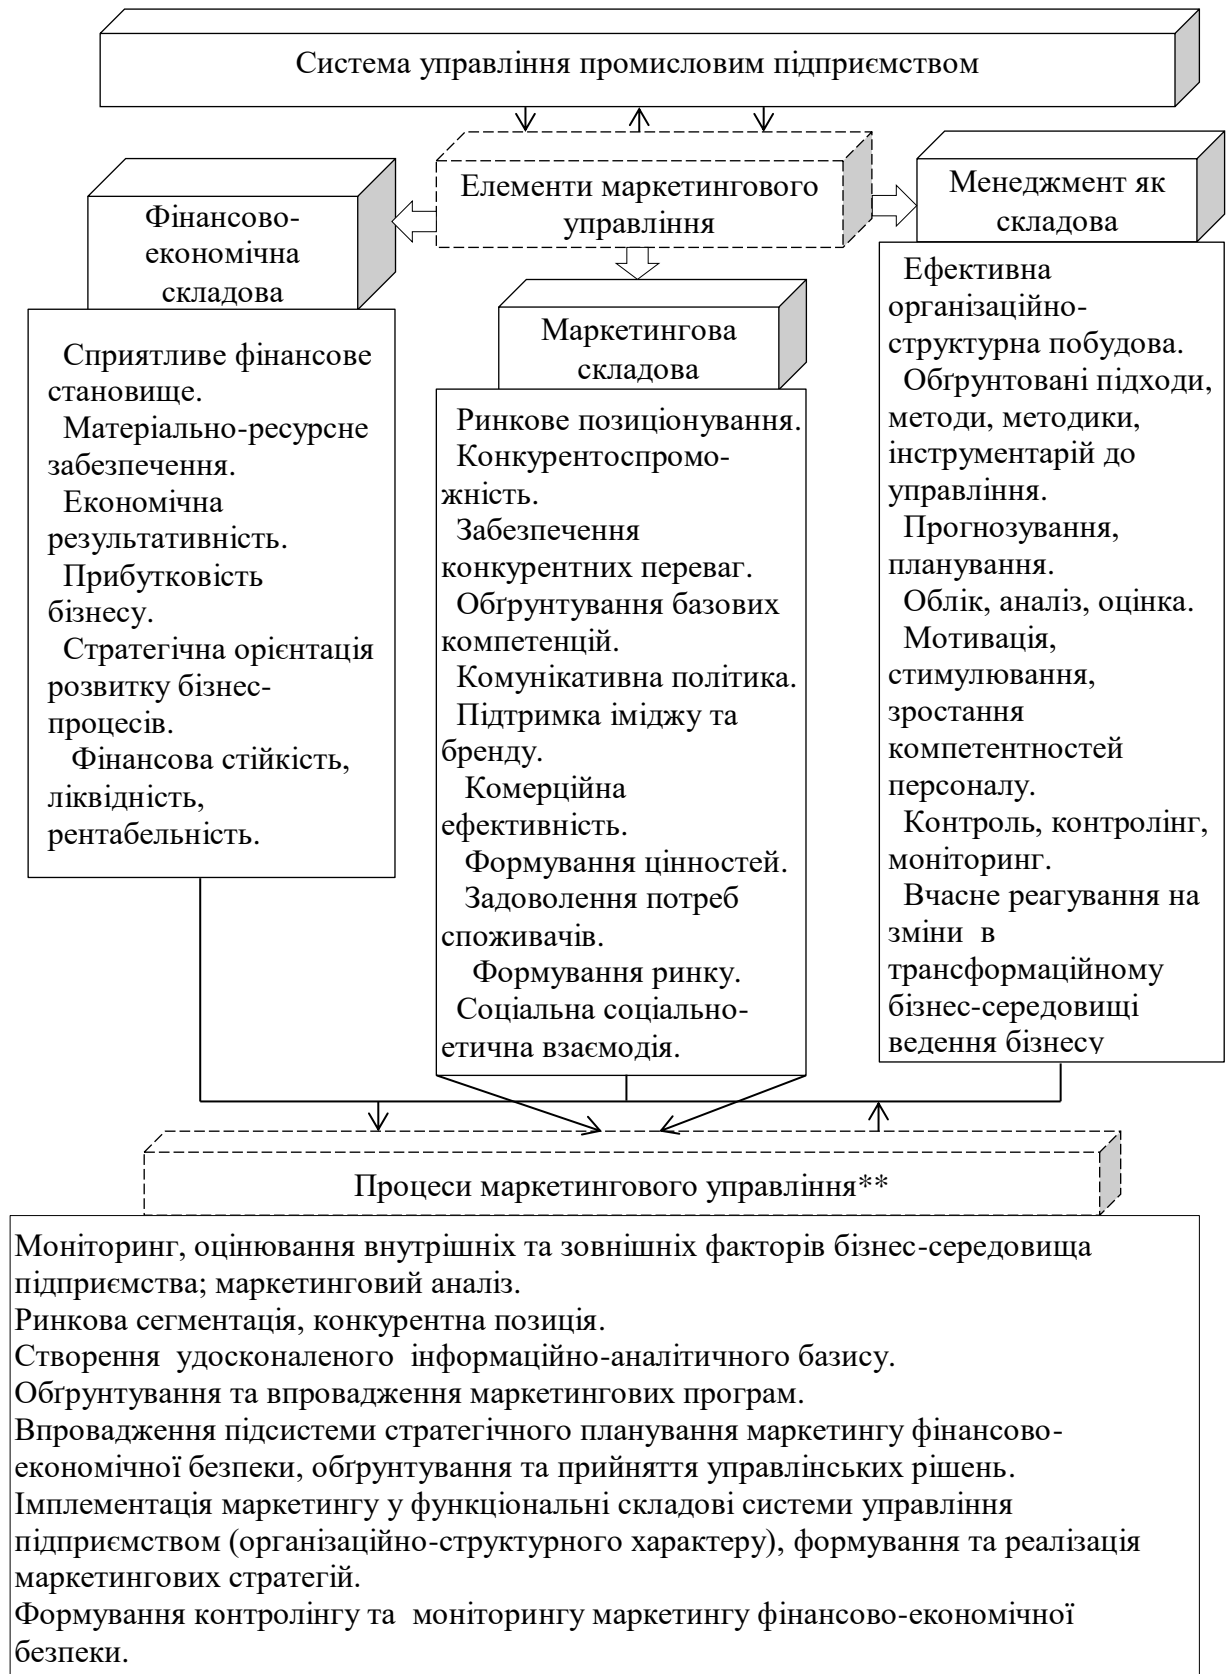 Система управління промисловим підприємством
Елементи маркетингового
управління
Фінансово-
економічна
складова
Сприятливе фінансове
становище.
Матеріально-ресурсне
забезпечення.
Економічна
результативність.
Прибутковість
бізнесу.
Стратегічна орієнтація
розвитку бізнес-
процесів.
Фінансова стійкість,
ліквідність,
рентабельність.
Маркетингова
складова
Ринкове позиціонування.
Конкурентоспромо-
жність.
Забезпечення
конкурентних переваг.
Обґрунтування базових
компетенцій.
Комунікативна політика.
Підтримка іміджу та
бренду.
Комерційна
ефективність.
Формування цінностей.
Задоволення потреб
споживачів.
Формування ринку.
Соціальна соціально-
етична взаємодія.
Менеджмент як
складова
Ефективна
організаційно-
структурна побудова.
Обґрунтовані підходи,
методи, методики,
інструментарій до
управління.
Прогнозування,
планування.
Облік, аналіз, оцінка.
Мотивація,
стимулювання,
зростання
компетентностей
персоналу.
Контроль, контролінг,
моніторинг.
Вчасне реагування на
зміни в
трансформаційному
бізнес-середовищі
ведення бізнесу
Процеси маркетингового управління**
Моніторинг, оцінювання внутрішніх та зовнішніх факторів бізнес-середовища
підприємства; маркетинговий аналіз.
Ринкова сегментація, конкурентна позиція.
Створення удосконаленого інформаційно-аналітичного базису.
Обґрунтування та впровадження маркетингових програм.
Впровадження підсистеми стратегічного планування маркетингу фінансово-
економічної безпеки, обґрунтування та прийняття управлінських рішень.
Імплементація маркетингу у функціональні складові системи управління
підприємством (організаційно-структурного характеру), формування та реалізація
маркетингових стратегій.
Формування контролінгу та моніторингу маркетингу фінансово-економічної
безпеки.